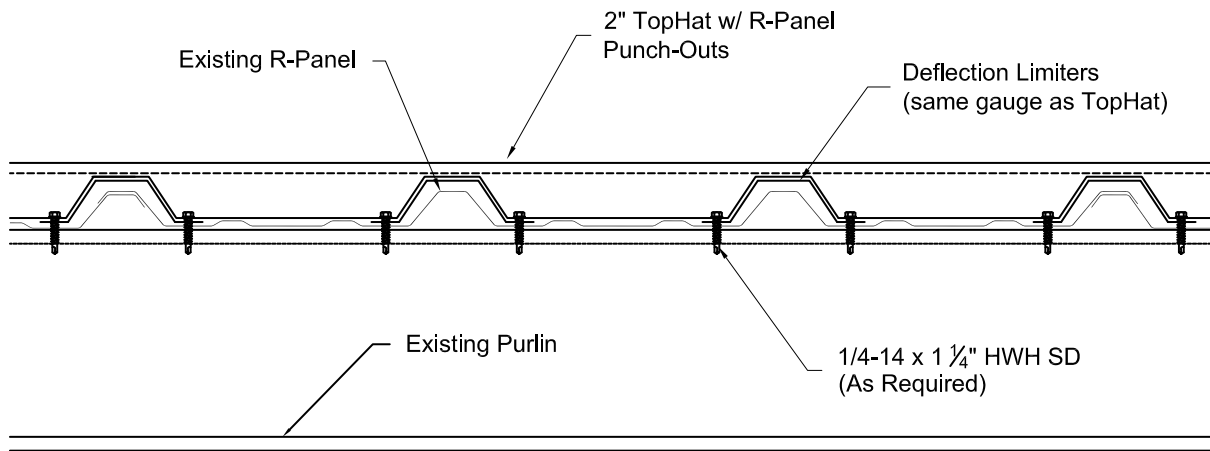 2" TopHat w/ R-Panel
Punch-Outs
Existing R-Panel
Deflection Limiters
(same gauge as TopHat)
Existing Purlin
1/4-14 x 1 1⁄4" HWH SD
(As Required)